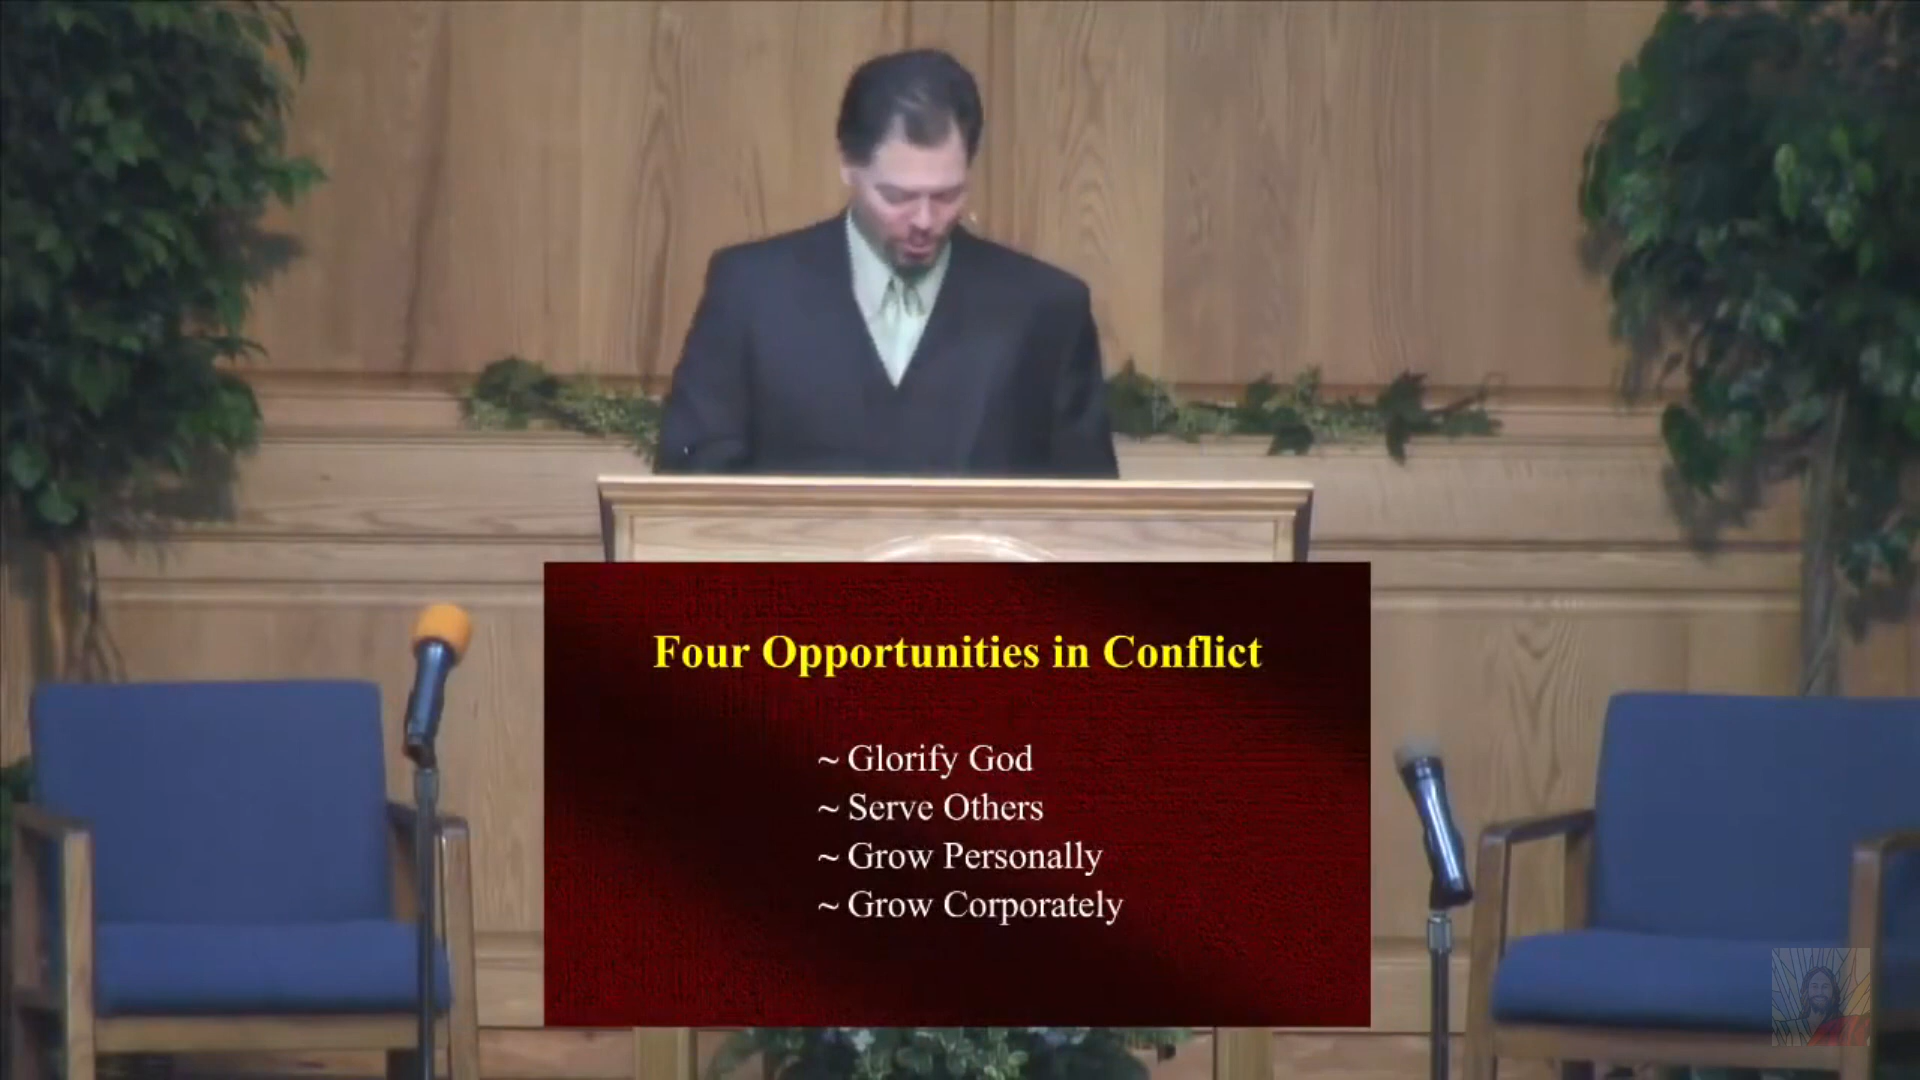 Four Opportunities in Conflict
~ Glorify God
~ Serve Others
~ Grow Personally
~ Grow Corporately